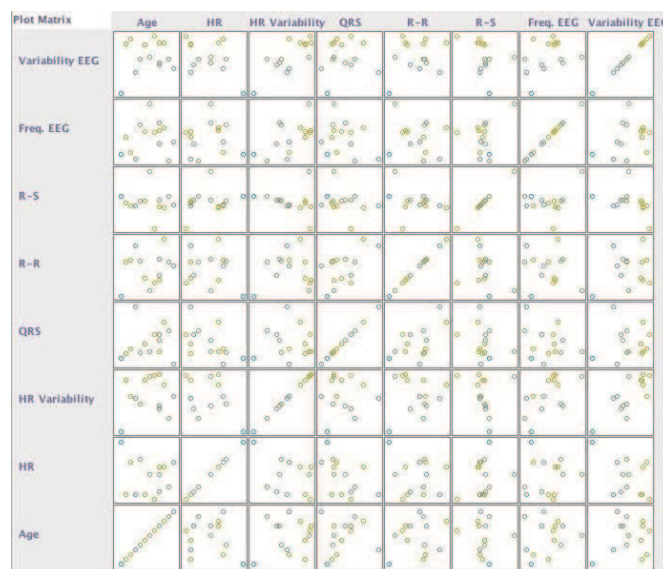 Plot Matrix Age HR HR Variability QRS R-R R-S Freq. EEG Variability EEG
Variability EEG
Freq. EEG
R-S
R-R
QRS
HR Variability
HR
Age